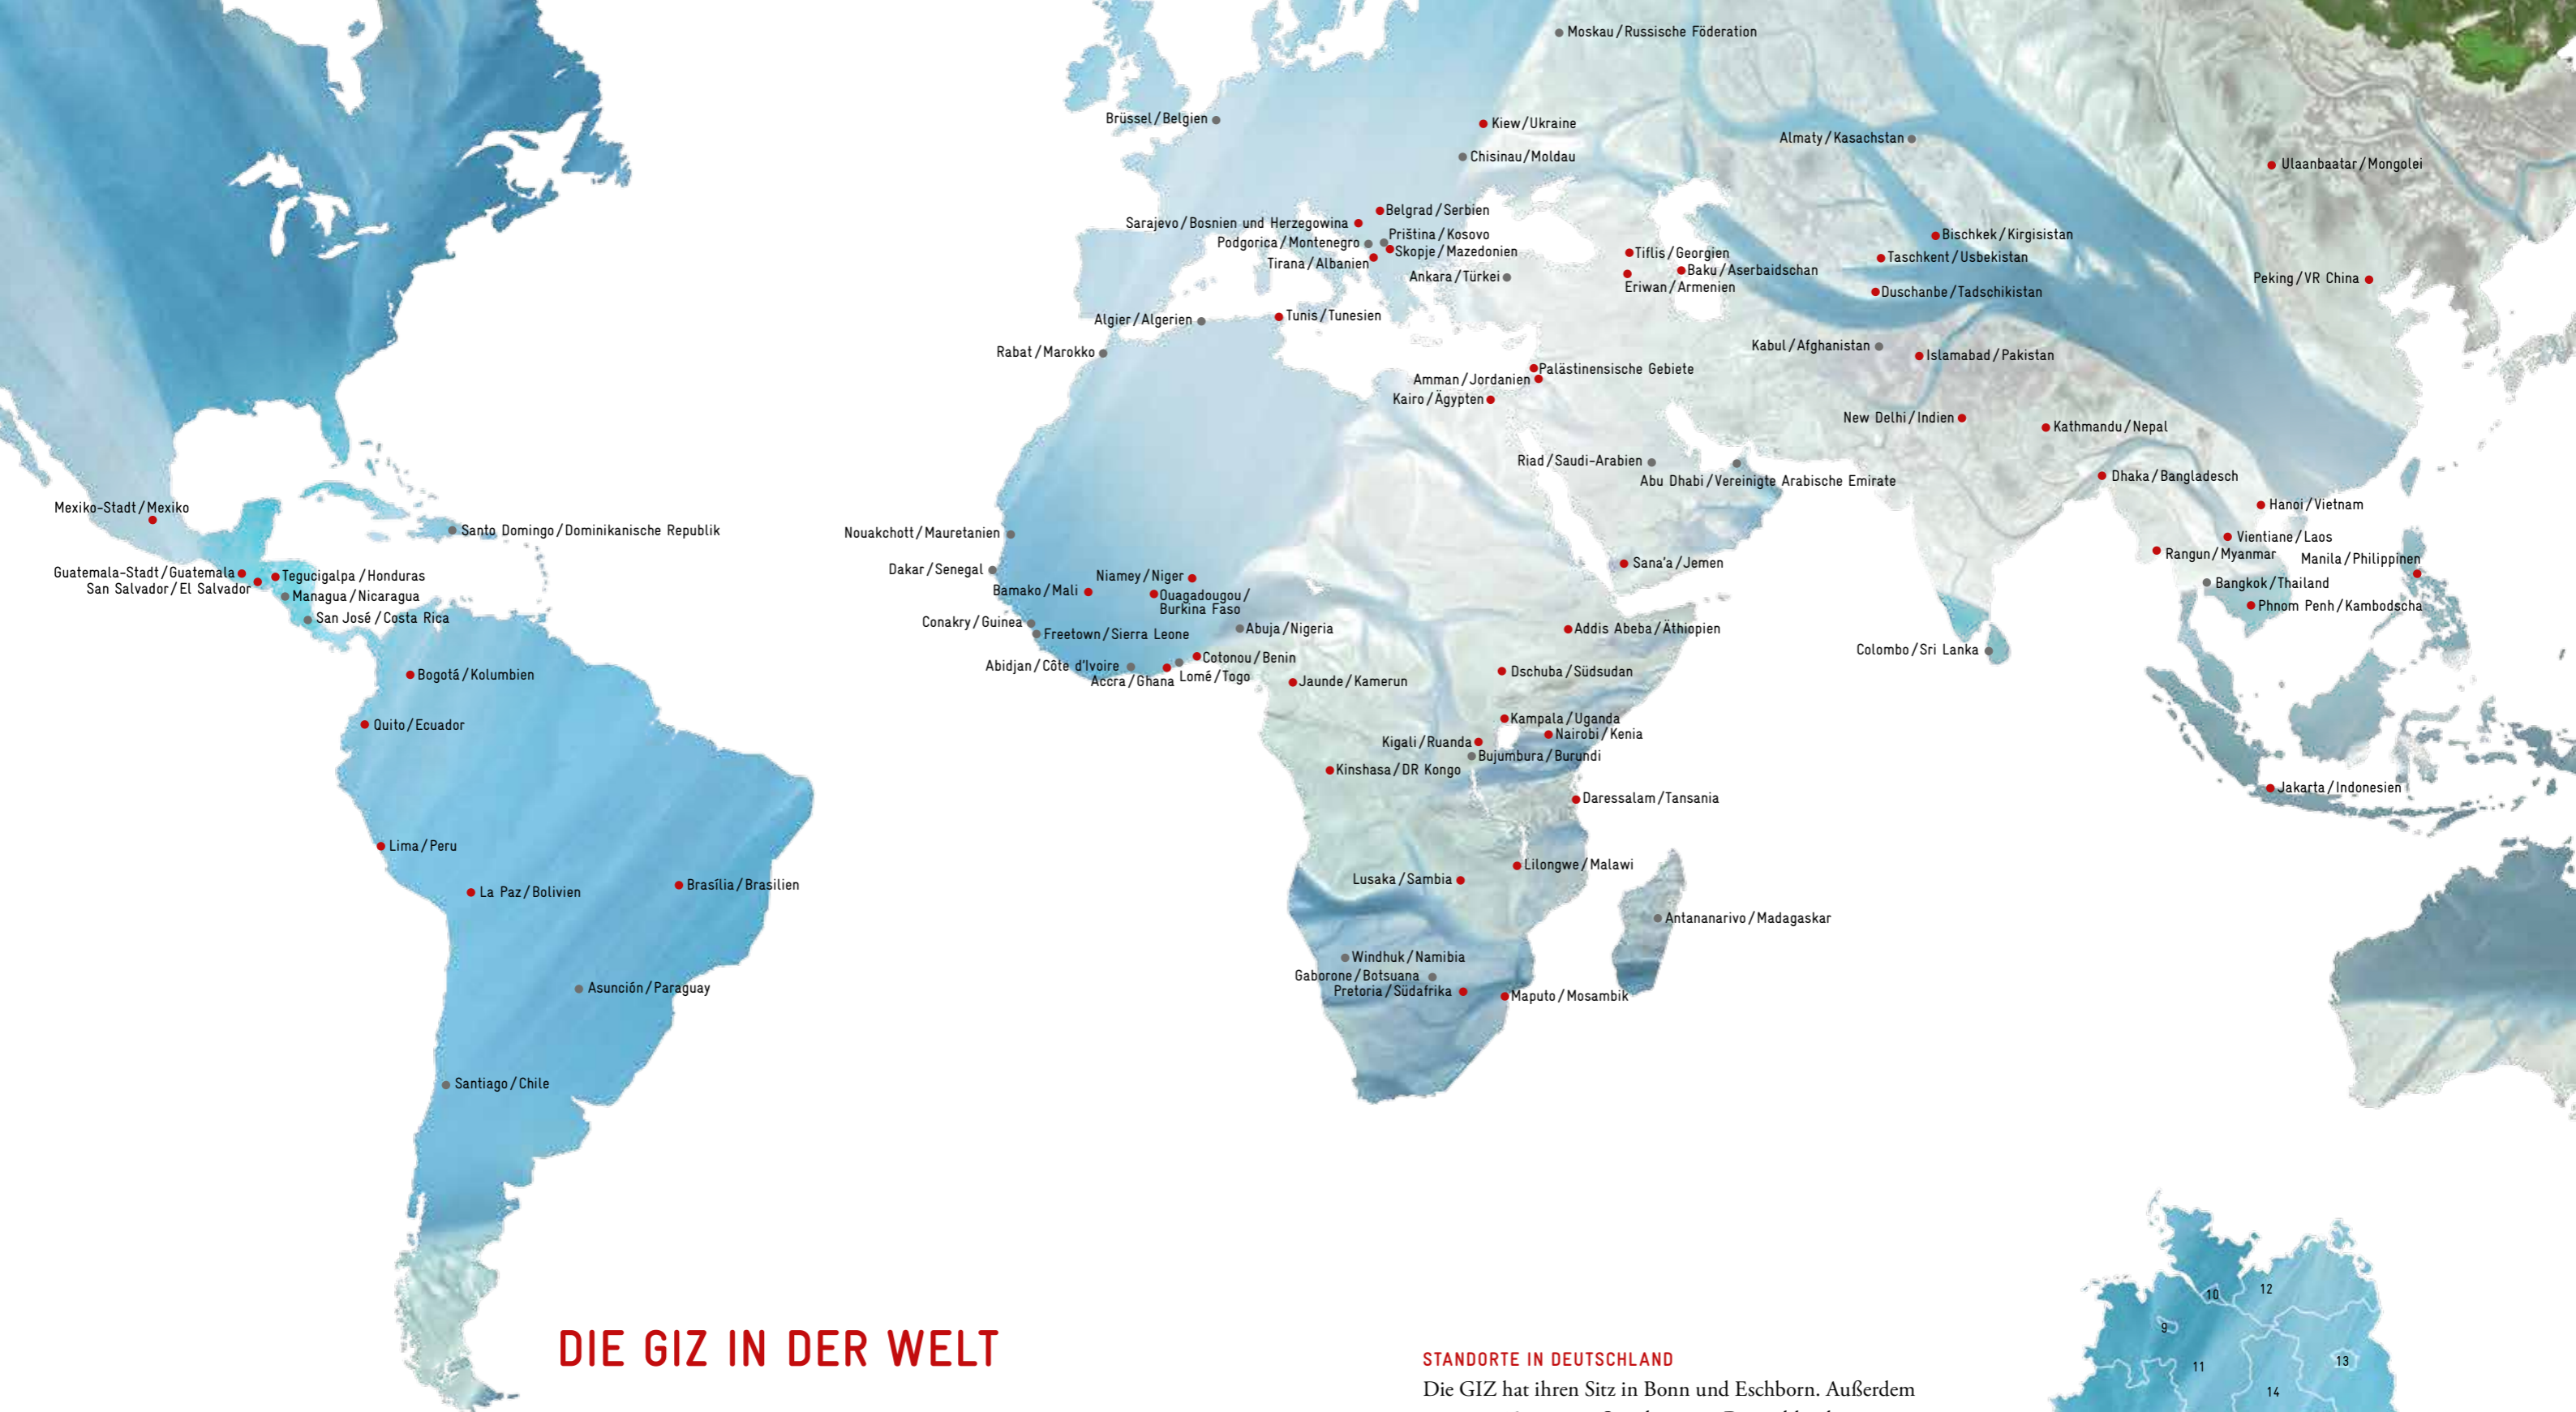 Moskau/Russische Föderation
Brüssel/Belgien
Kiew/Ukraine
Chisinau/Moldau
Almaty/Kasachstan
Ulaanbaatar/Mongolei
Belgrad/Serbien
Sarajevo/Bosnien und Herzegowina
Priština/Kosovo
Podgorica/Montenegro
Skopje/Mazedonien
Tirana/Albanien
Ankara/Türkei
Tiflis/Georgien
Baku/Aserbaidschan
Eriwan/Armenien
Bischkek/Kirgisistan
Taschkent/Usbekistan
Duschanbe/Tadschikistan
Peking/VR China
Algier/Algerien
Tunis/Tunesien
Rabat/Marokko
Kabul/Afghanistan
Islamabad/Pakistan
Palästinensische Gebiete
Amman/Jordanien
Kairo/Ägypten
New Delhi/Indien
Kathmandu/Nepal
Riad/Saudi-Arabien
Abu Dhabi/Vereinigte Arabische Emirate
Dhaka/Bangladesch
Hanoi/Vietnam
Mexiko-Stadt/Mexiko
Santo Domingo/Dominikanische Republik
Nouakchott/Mauretanien
Vientiane/Laos
Rangun/Myanmar
Manila/Philippinen
Sana'a/Jemen
Dakar/Senegal
Guatemala-Stadt/Guatemala
Tegucigalpa/Honduras
San Salvador/El Salvador
Managua/Nicaragua
San José/Costa Rica
Niamey/Niger
Bamako/Mali
Ouagadougou/
Burkina Faso
Bangkok/Thailand
Phnom Penh/Kambodscha
Conakry/Guinea
Freetown/Sierra Leone
Abuja/Nigeria
Addis Abeba/Äthiopien
Colombo/Sri Lanka
Abidjan/Côte d'Ivoire
Cotonou/Benin
Accra/Ghana
Lomé/Togo
Jaunde/Kamerun
Dschuba/Südsudan
Bogotá/Kolumbien
Quito/Ecuador
Kampala/Uganda
Nairobi/Kenia
Kigali/Ruanda
Bujumbura/Burundi
Kinshasa/DR Kongo
Daressalam/Tansania
Jakarta/Indonesien
Lima/Peru
La Paz/Bolivien
Brasília/Brasilien
Lilongwe/Malawi
Lusaka/Sambia
Antananarivo/Madagaskar
Windhuk/Namibia
Gaborone/Botsuana
Pretoria/Südafrika
Maputo/Mosambik
Asunción/Paraguay
Santiago/Chile
DIE GIZ IN DER WELT
STANDORTE IN DEUTSCHLAND
Die GIZ hat ihren Sitz in Bonn und Eschborn. Außerdem
10
12
9
11
13
14